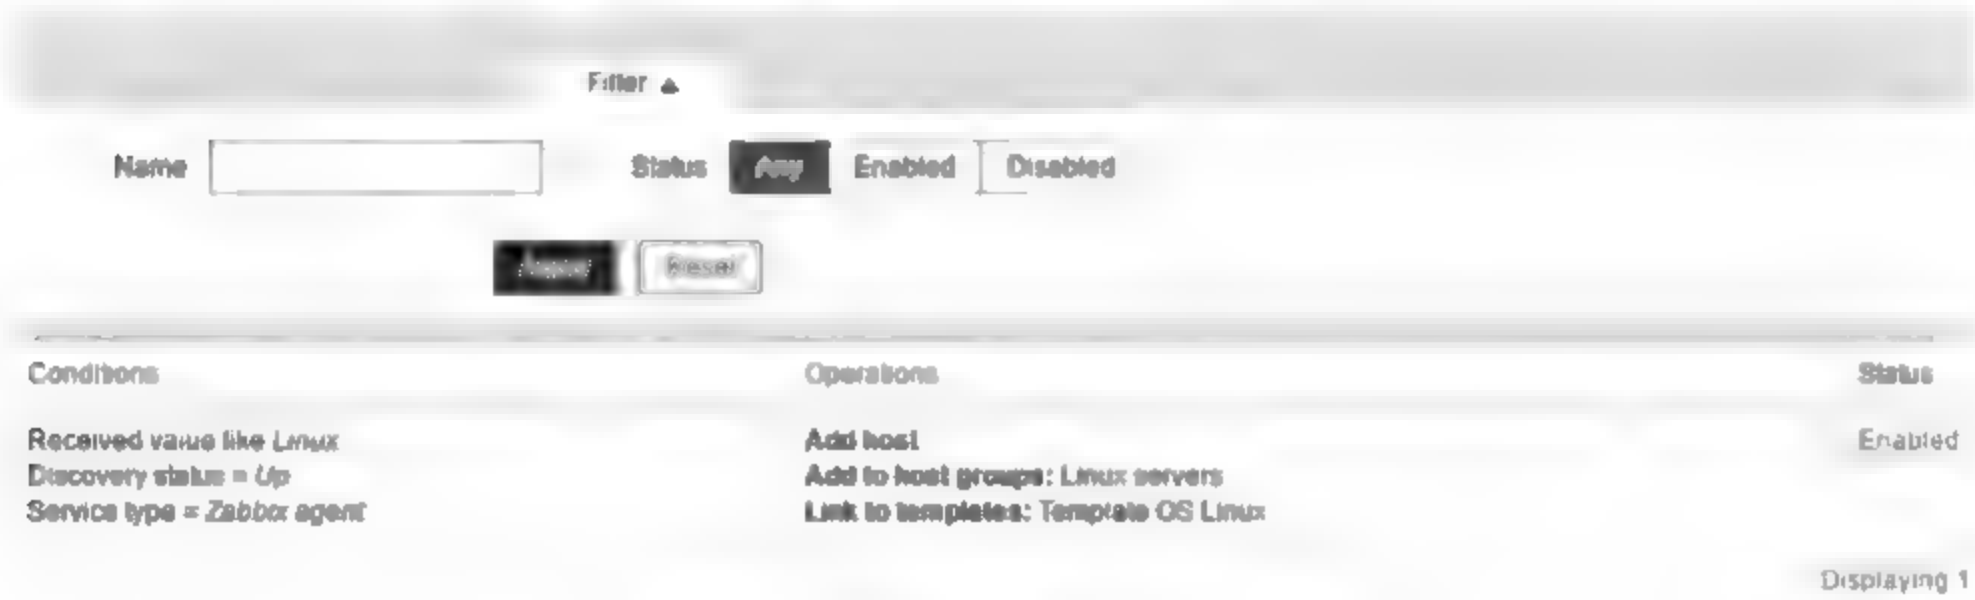 Filter ▲
Name Status Any Enabled Disabled
Apply Reset
Conditions Operations Status
Received value like Linux Add host Enabled
Discovery status = Up Add to host groups: Linux servers
Service type = Zabbix agent Link to templates: Template OS Linux
Displaying 1